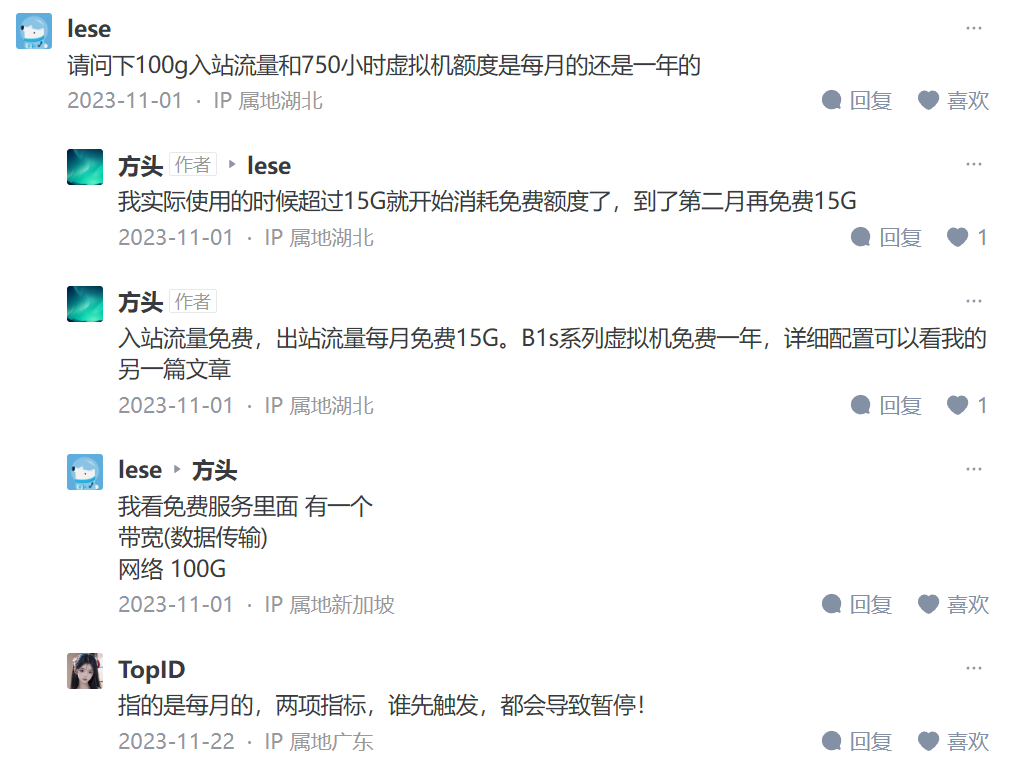 lese
请问下100g入站流量和750小时虚拟机额度是每月的还是一年的
2023-11-01 · IP 属地湖北 回复 喜欢
方头 作者 lese
我实际使用的时候超过15G就开始消耗免费额度了，到了第二月再免费15G
2023-11-01 · IP 属地湖北 回复 1
方头 作者
入站流量免费，出站流量每月免费15G。B1s系列虚拟机免费一年，详细配置可以看我的
另一篇文章
2023-11-01 · IP 属地湖北 回复 1
lese 方头
我看免费服务里面 有一个
带宽(数据传输)
网络 100G
2023-11-01 · IP 属地新加坡 回复 喜欢
TopID
指的是每月的，两项指标，谁先触发，都会导致暂停！
2023-11-22 · IP 属地广东 回复 喜欢